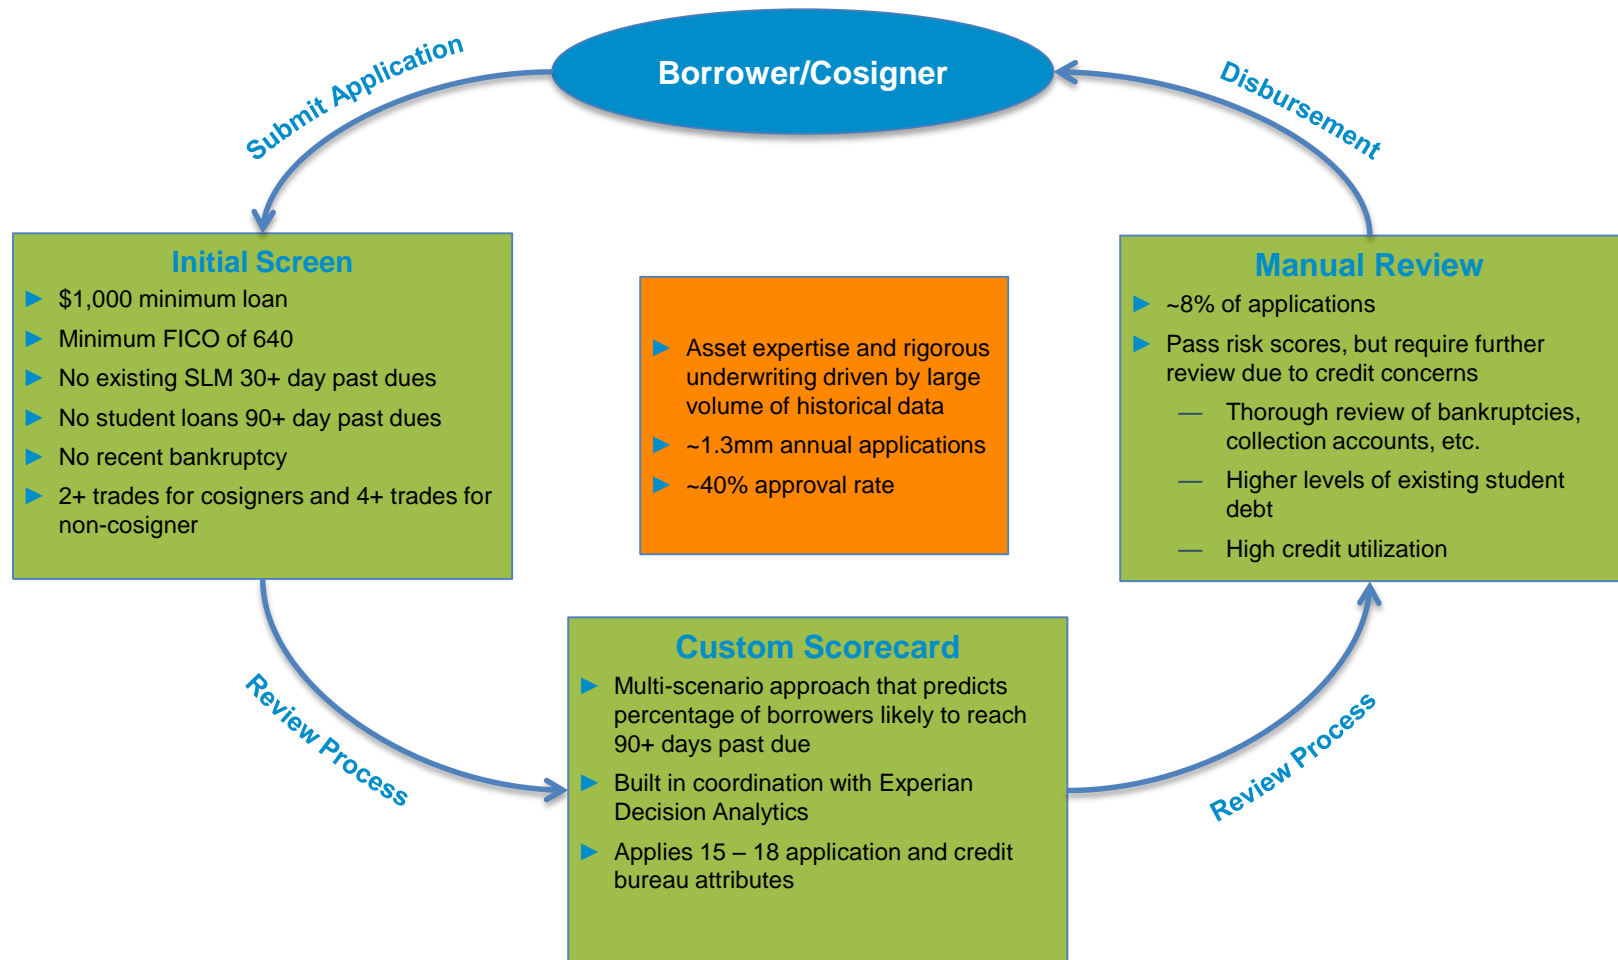 Borrower/Cosigner
Submit Application
Disbursement
Initial Screen
► $1,000 minimum loan
► Minimum FICO of 640
► No existing SLM 30+ day past dues
► No student loans 90+ day past dues
► No recent bankruptcy
► 2+ trades for cosigners and 4+ trades for
non-cosigner
► Asset expertise and rigorous
underwriting driven by large
volume of historical data
► ~1.3mm annual applications
► ~40% approval rate
Manual Review
► ~8% of applications
► Pass risk scores, but require further
review due to credit concerns
— Thorough review of bankruptcies,
collection accounts, etc.
— Higher levels of existing student
debt
— High credit utilization
Review Process
Custom Scorecard
► Multi-scenario approach that predicts
percentage of borrowers likely to reach
90+ days past due
► Built in coordination with Experian
Decision Analytics
► Applies 15 – 18 application and credit
bureau attributes
Review Process